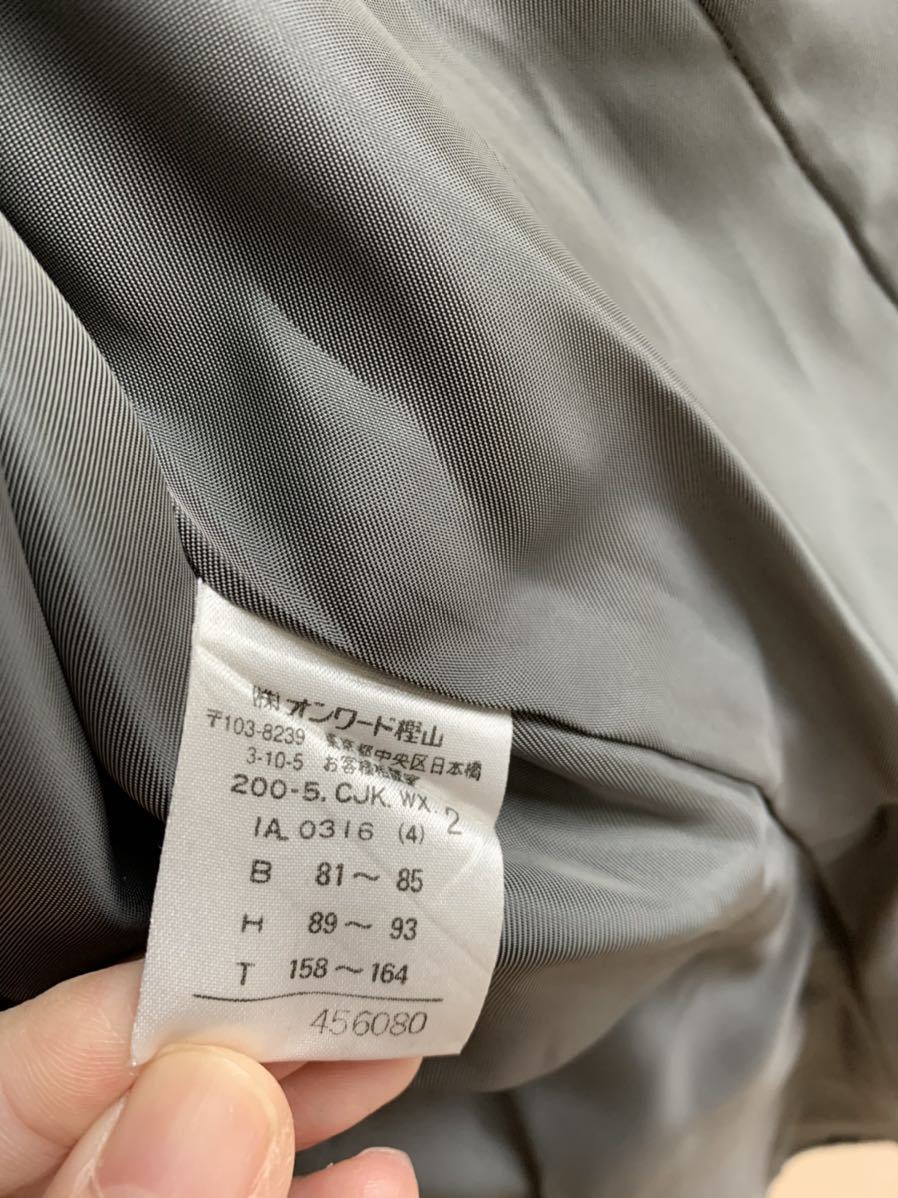 (株)オンワード樫山
〒103-8239 東京都中央区日本橋
3-10-5 お客様相談室
200-5. CJK. WX. 2
IA. 0316 (4)
B 81〜85
H 89〜93
T 158〜164
456080